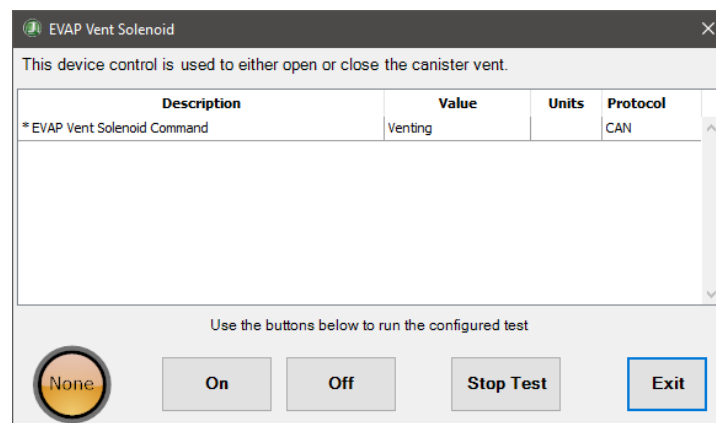 EVAP Vent Solenoid
This device control is used to either open or close the canister vent.
Description Value Units Protocol
* EVAP Vent Solenoid Command Venting CAN
Use the buttons below to run the configured test
None On Off Stop Test Exit